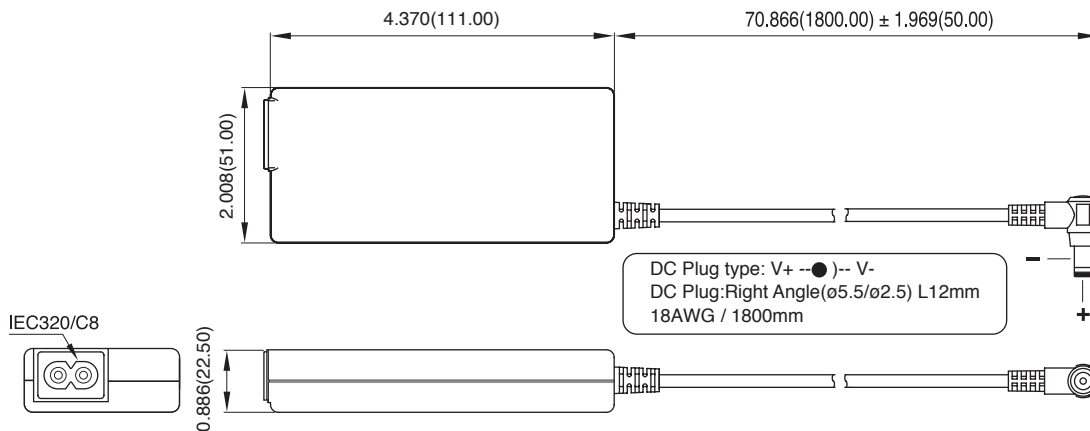 4.370(111.00)
70.866(1800.00) ± 1.969(50.00)
2.008(51.00)
DC Plug type: V+ --● )-- V-
DC Plug:Right Angle(ø5.5/ø2.5) L12mm
18AWG / 1800mm
-
+
IEC320/C8
0.886(22.50)